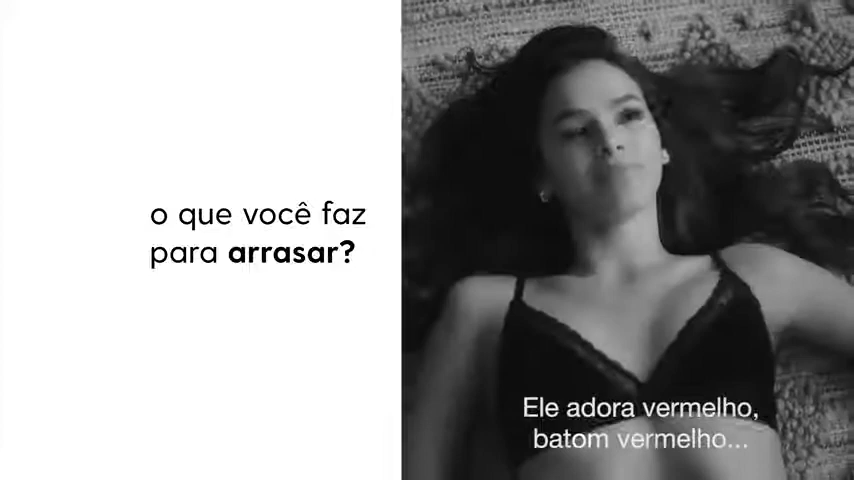 o que você faz
para arrasar?
Ele adora vermelho,
batom vermelho...